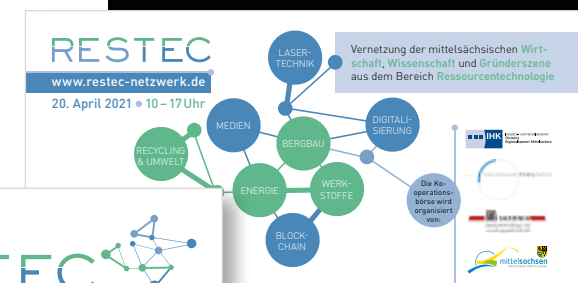 RESTEC
www.restec-netzwerk.de
20. April 2021 • 10 – 17 Uhr
Vernetzung der mittelsächsischen Wirt-
schaft, Wissenschaft und Gründerszene
aus dem Bereich Ressourcentechnologie
LASER-
TECHNIK
MEDIEN
DIGITALI-
SIERUNG
BERGBAU
RECYCLING
& UMWELT
ENERGIE
WERK-
STOFFE
BLOCK-
CHAIN
Die Ko-
operations-
börse wird
organisiert
von:
IHK
mittelsachsen
TEC